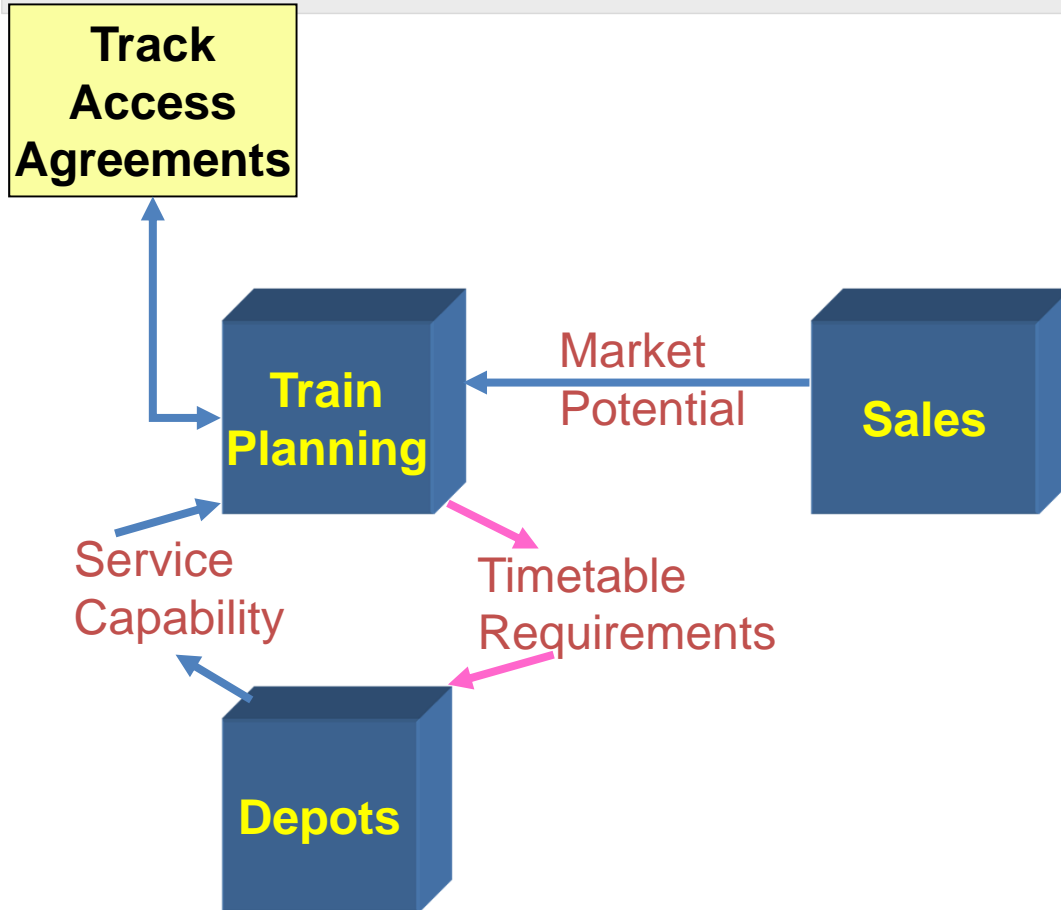 Track
Access
Agreements
Market
Potential
Train
Planning
Sales
Service
Capability
Timetable
Requirements
Depots